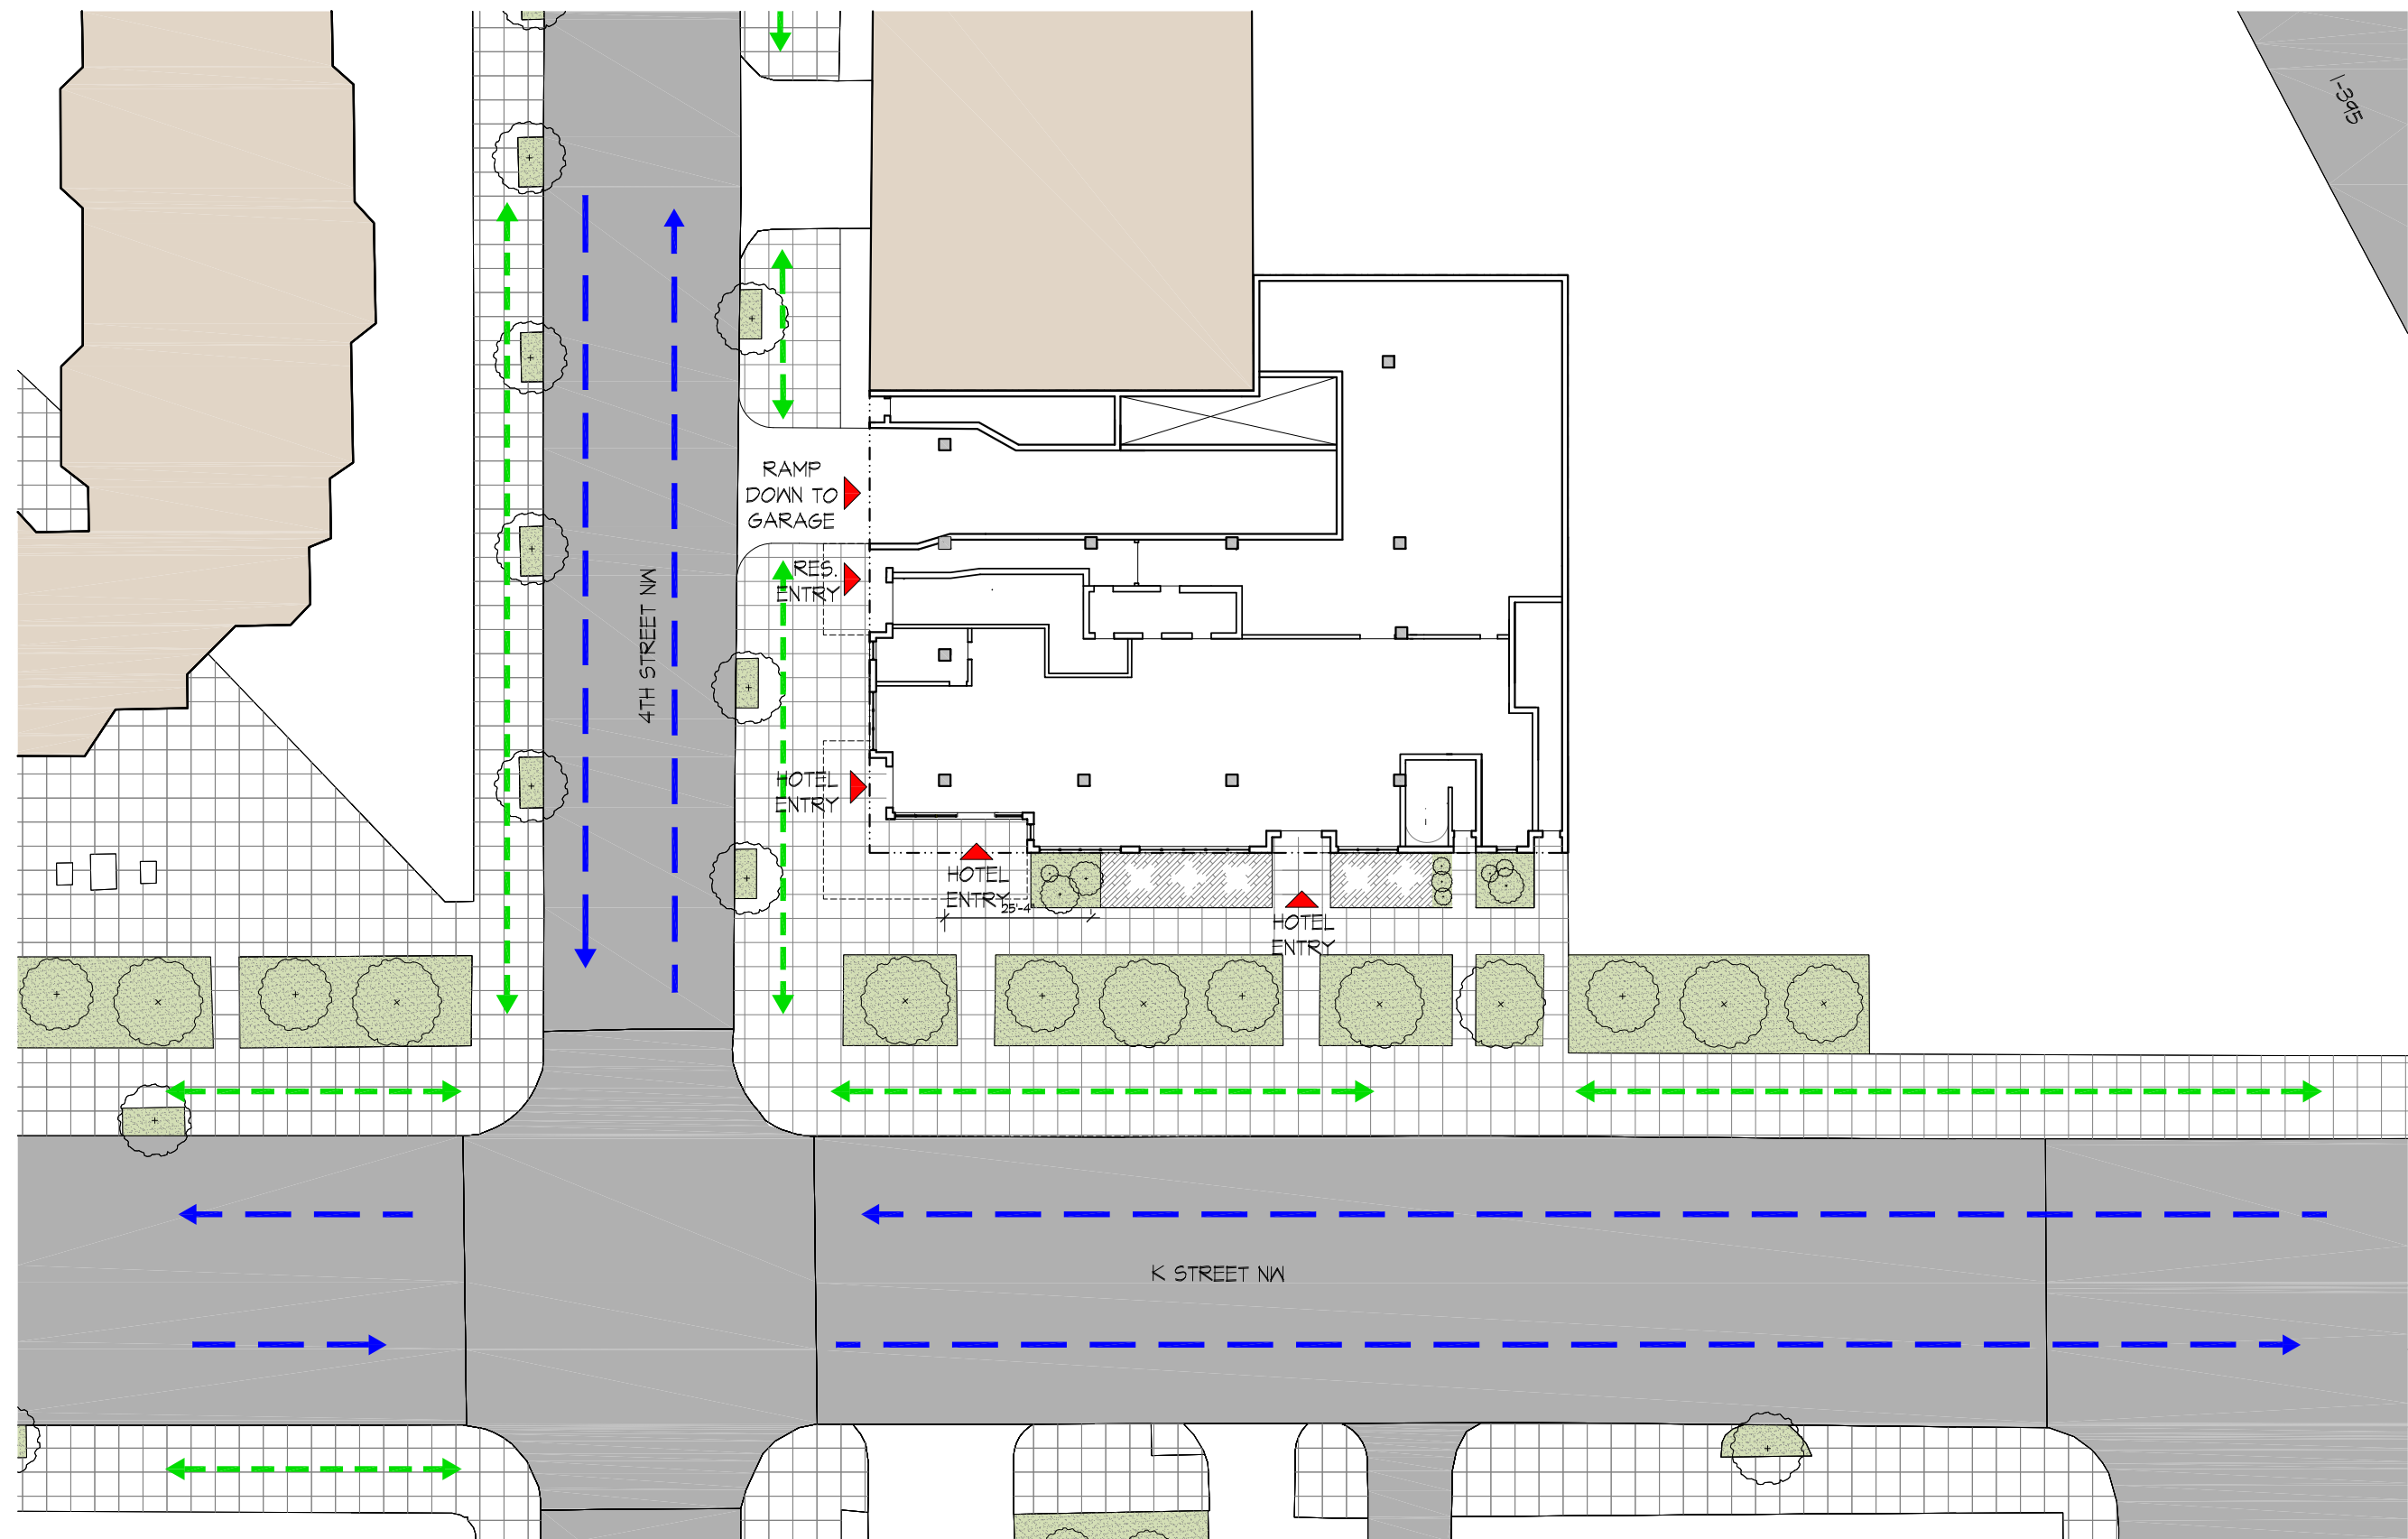 I-395
RAMP
DOWN TO
GARAGE
RES.
ENTRY
4TH STREET NW
HOTEL
ENTRY
HOTEL
ENTRY
25'-4"
HOTEL
ENTRY
K STREET NW